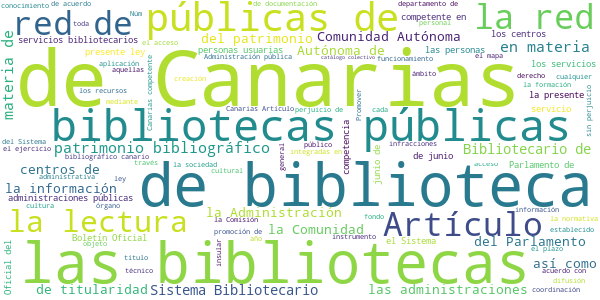 conocimiento
de acuerdo
Núm
toda
red de
públicas de
de documentación
departamento de
competente en
personal
la red
servicios bibliotecarios
el acceso
del patrimonio
Comunidad Autónoma
los centros
materia de
presente ley
personas usuarias
Autónoma de
las personas
en materia
aplicación
aquellas
Administración pública
catálogo colectivo
funcionamiento
el mapa
los servicios
de Canarias
los recursos
creación
ámbito
derecho
cualquier
la formación
mediante
Canarias competente
Canarias Artículo
perjuicio de
Promover
cada
la presente
servicio
sin perjuicio
bibliotecas públicas
del Sistema
el ejercicio
patrimonio bibliográfico
público
integradas en
general
competencia
infracciones
de junio
junio de
Bibliotecario de
bibliográfico canario
través
la sociedad
cultural
centros de
administrativa
ley
la información
administraciones públicas
cultura
órgano
de biblioteca
acceso
Parlamento de
la lectura
la Administración
la Comisión
promoción de
fondo
Artículo
información
la normativa
establecido
Oficial del
Boletín Oficial
objeto
insular
año
la Comunidad
instrumento
el Sistema
del Parlamento
el plazo
las bibliotecas
título
técnico
así como
acuerdo con
de titularidad
Sistema Bibliotecario
las administraciones
coordinación